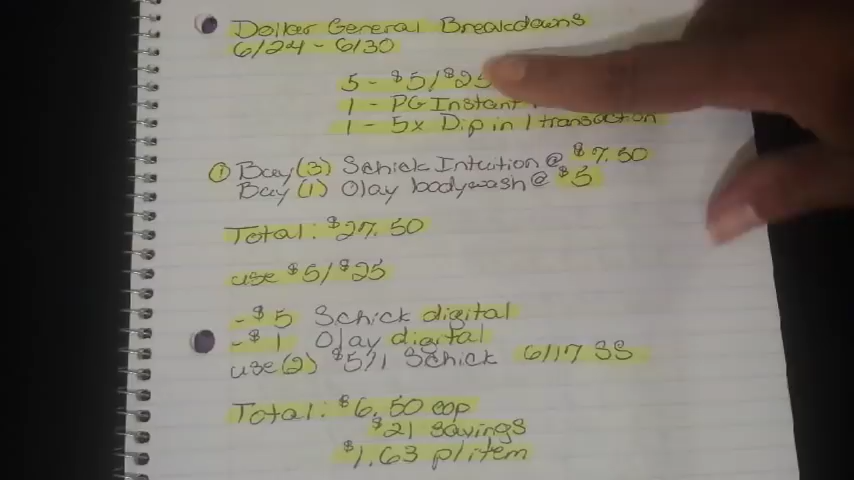 Dollar General Breakdowns
6/24 - 6/30
5 - $5/$25
1 - PG Instant
1 - 5x Dip in 1 transaction
① Buy (3) Schick Intuition @ $7.50
Buy (1) Olay bodywash @ $5
Total: $27.50
use $5/$25
- $5 Schick digital
- $1 Olay digital
use (2) $5/1 Schick 6/17 SS
Total: $6.50 oop
$21 savings
$1.63 p/item